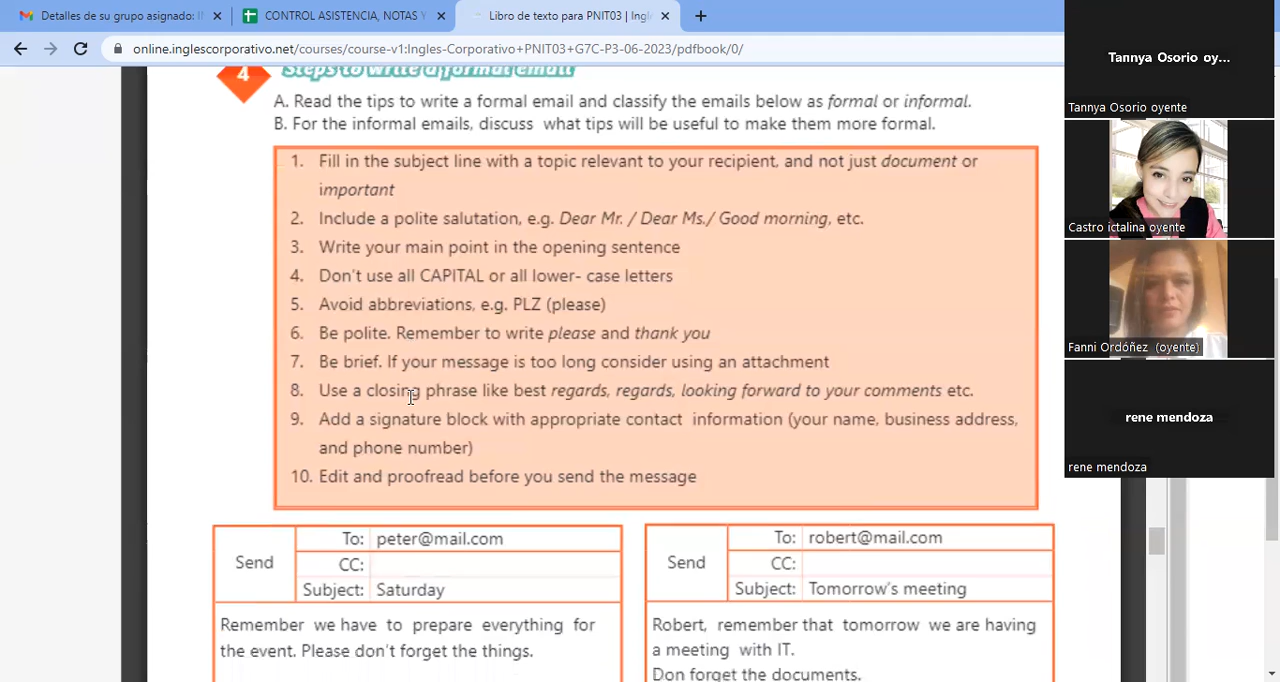 Detalles de su grupo asignado: I
CONTROL ASISTENCIA, NOTAS Y
Libro de texto para PNIT03 | Ingl
online.inglescorporativo.net/courses/course-v1:Ingles-Corporativo+PNIT03+G7C-P3-06-2023/pdfbook/0/
4 Steps to write a formal email
A. Read the tips to write a formal email and classify the emails below as formal or informal.
B. For the informal emails, discuss what tips will be useful to make them more formal.
1. Fill in the subject line with a topic relevant to your recipient, and not just document or
important
2. Include a polite salutation, e.g. Dear Mr. / Dear Ms./ Good morning, etc.
3. Write your main point in the opening sentence
4. Don't use all CAPITAL or all lower- case letters
5. Avoid abbreviations, e.g. PLZ (please)
6. Be polite. Remember to write please and thank you
7. Be brief. If your message is too long consider using an attachment
8. Use a closing phrase like best regards, regards, looking forward to your comments etc.
9. Add a signature block with appropriate contact information (your name, business address,
and phone number)
10. Edit and proofread before you send the message
Send
To: peter@mail.com
CC:
Subject: Saturday
Remember we have to prepare everything for
the event. Please don't forget the things.
Send
To: robert@mail.com
CC:
Subject: Tomorrow's meeting
Robert, remember that tomorrow we are having
a meeting with IT.
Don forget the documents.
Tannya Osorio oy...
Tannya Osorio oyente
Castro ictalina oyente
Fanni Ordóñez (oyente)
rene mendoza
rene mendoza